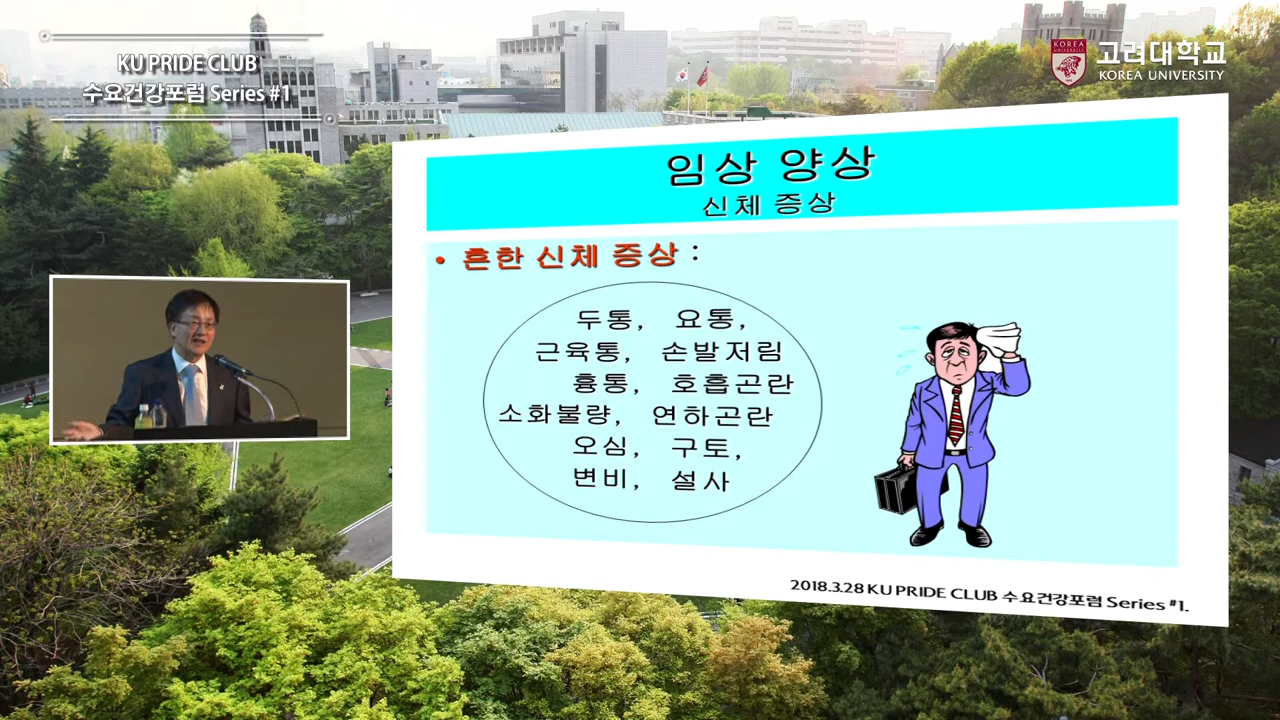 KU PRIDE CLUB
수요건강포럼 Series #1
KOREA
UNIVERSITY
고려대학교
KOREA UNIVERSITY
임상 양상
신체 증상
• 흔한 신체 증상 :
두통, 요통,
근육통, 손발저림
흉통, 호흡곤란
소화불량, 연하곤란
오심, 구토,
변비, 설사
2018.3.28 KU PRIDE CLUB 수요건강포럼 Series #1.